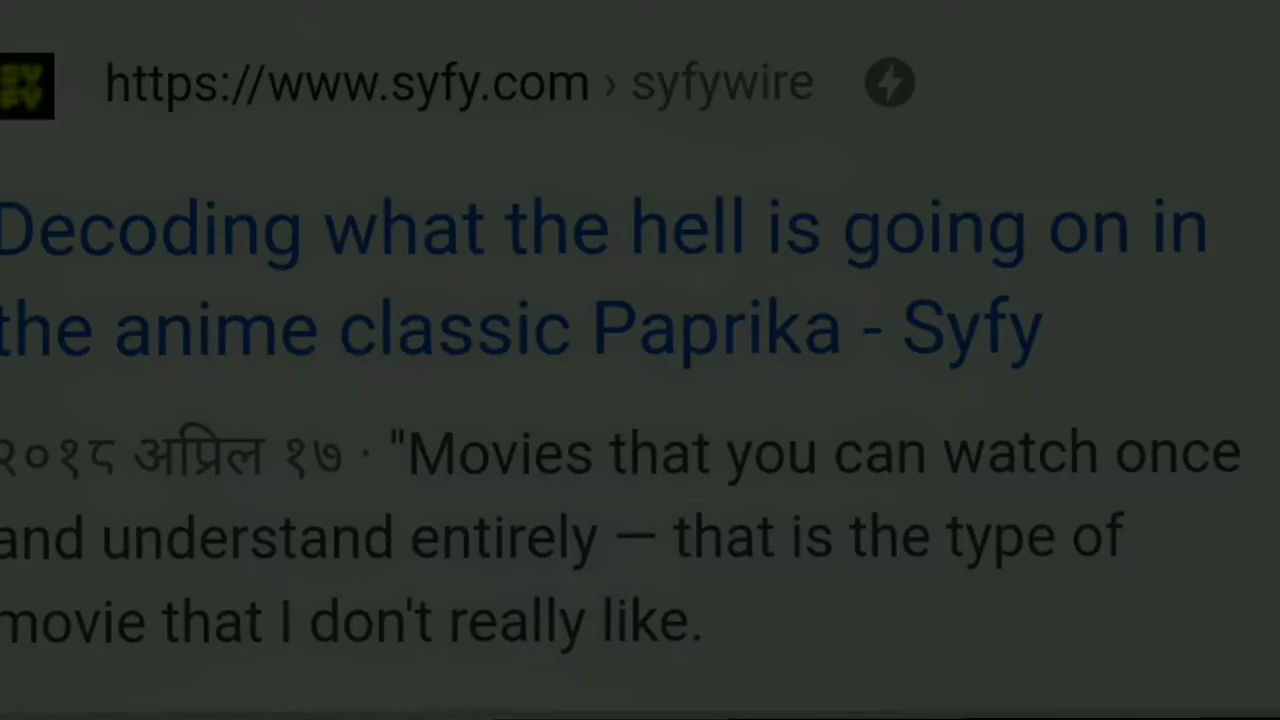 SY
FY
https://www.syfy.com › syfywire
Decoding what the hell is going on in
the anime classic Paprika - Syfy
२०१८ अप्रिल १७ · "Movies that you can watch once
and understand entirely — that is the type of
movie that I don't really like.